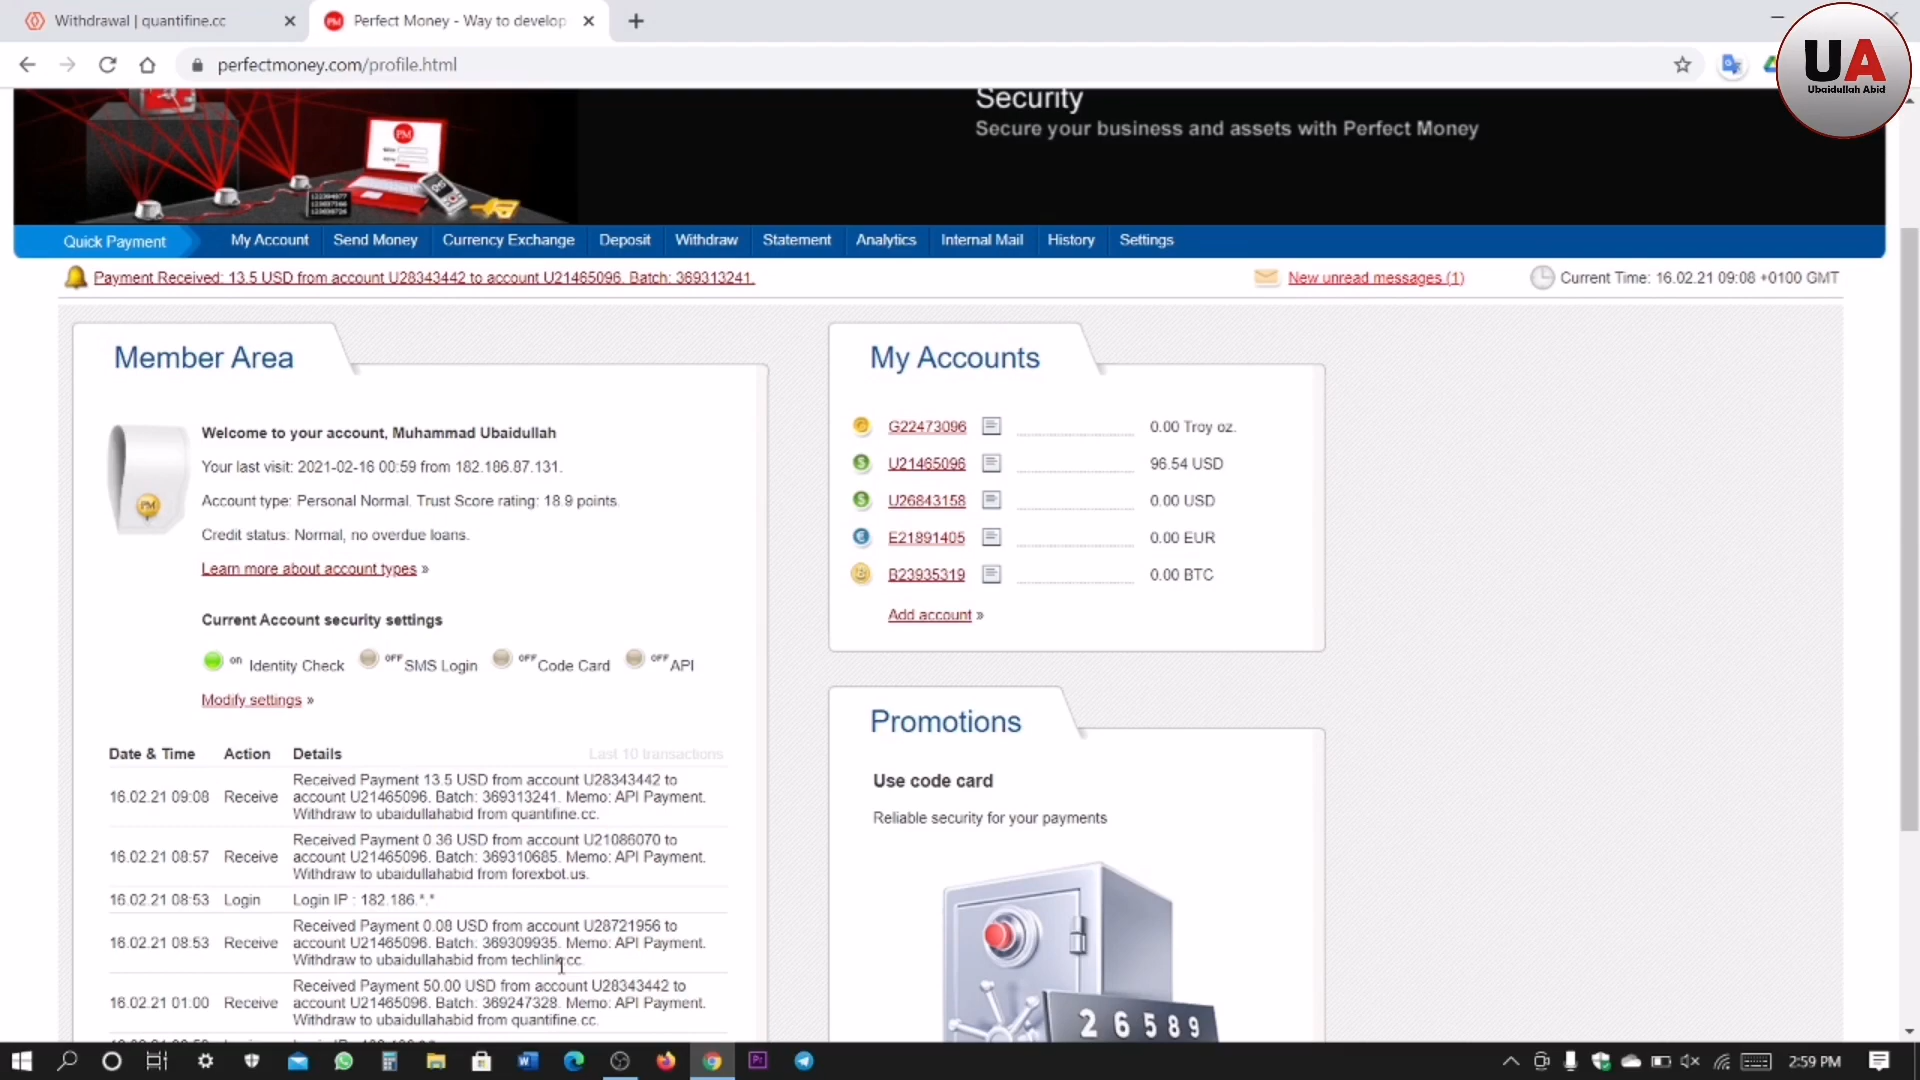 Withdrawal | quantifine.cc
Perfect Money - Way to develop
perfectmoney.com/profile.html
UA
Ubaidullah Abid
Security
Secure your business and assets with Perfect Money
PM
Quick Payment
My Account
Send Money
Currency Exchange
Deposit
Withdraw
Statement
Analytics
Internal Mail
History
Settings
Payment Received: 13.5 USD from account U28343442 to account U21465096. Batch: 369313241.
New unread messages (1)
Current Time: 16.02.21 09:08 +0100 GMT
Member Area
Welcome to your account, Muhammad Ubaidullah
Your last visit: 2021-02-16 00:59 from 182.186.87.131.
Account type: Personal Normal. Trust Score rating: 18.9 points.
Credit status: Normal, no overdue loans.
Learn more about account types »
PM
Current Account security settings
on Identity Check OFF SMS Login OFF Code Card OFF API
Modify settings »
Date & Time Action Details Last 10 transactions
16.02.21 09:08 Receive
Received Payment 13.5 USD from account U28343442 to
account U21465096. Batch: 369313241. Memo: API Payment.
Withdraw to ubaidullahabid from quantifine.cc.
16.02.21 08:57 Receive
Received Payment 0.36 USD from account U21086070 to
account U21465096. Batch: 369310685. Memo: API Payment.
Withdraw to ubaidullahabid from forexbot.us.
16.02.21 08:53 Login Login IP : 182.186.*.*
16.02.21 08:53 Receive
Received Payment 0.08 USD from account U28721956 to
account U21465096. Batch: 369309935. Memo: API Payment.
Withdraw to ubaidullahabid from techlink.cc.
16.02.21 01:00 Receive
Received Payment 50.00 USD from account U28343442 to
account U21465096. Batch: 369247328. Memo: API Payment.
Withdraw to ubaidullahabid from quantifine.cc.
My Accounts
G22473096 0.00 Troy oz.
U21465096 96.54 USD
U26843158 0.00 USD
E21891405 0.00 EUR
B23935319 0.00 BTC
Add account »
Promotions
Use code card
Reliable security for your payments
26589
2:59 PM